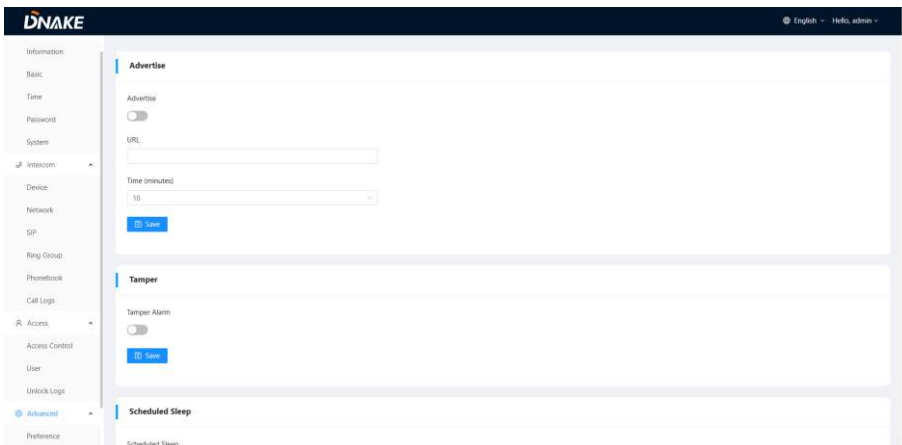 DNAKE
English
Hello, admin
Information
Basic
Time
Password
System
Intercom
Device
Network
SIP
Ring Group
Phonebook
Call Logs
Access
Access Control
User
Unlock Logs
Advanced
Preference
Advertise
Advertise
URL
Time (minutes)
10
Save
Tamper
Tamper Alarm
Save
Scheduled Sleep
Scheduled Sleep